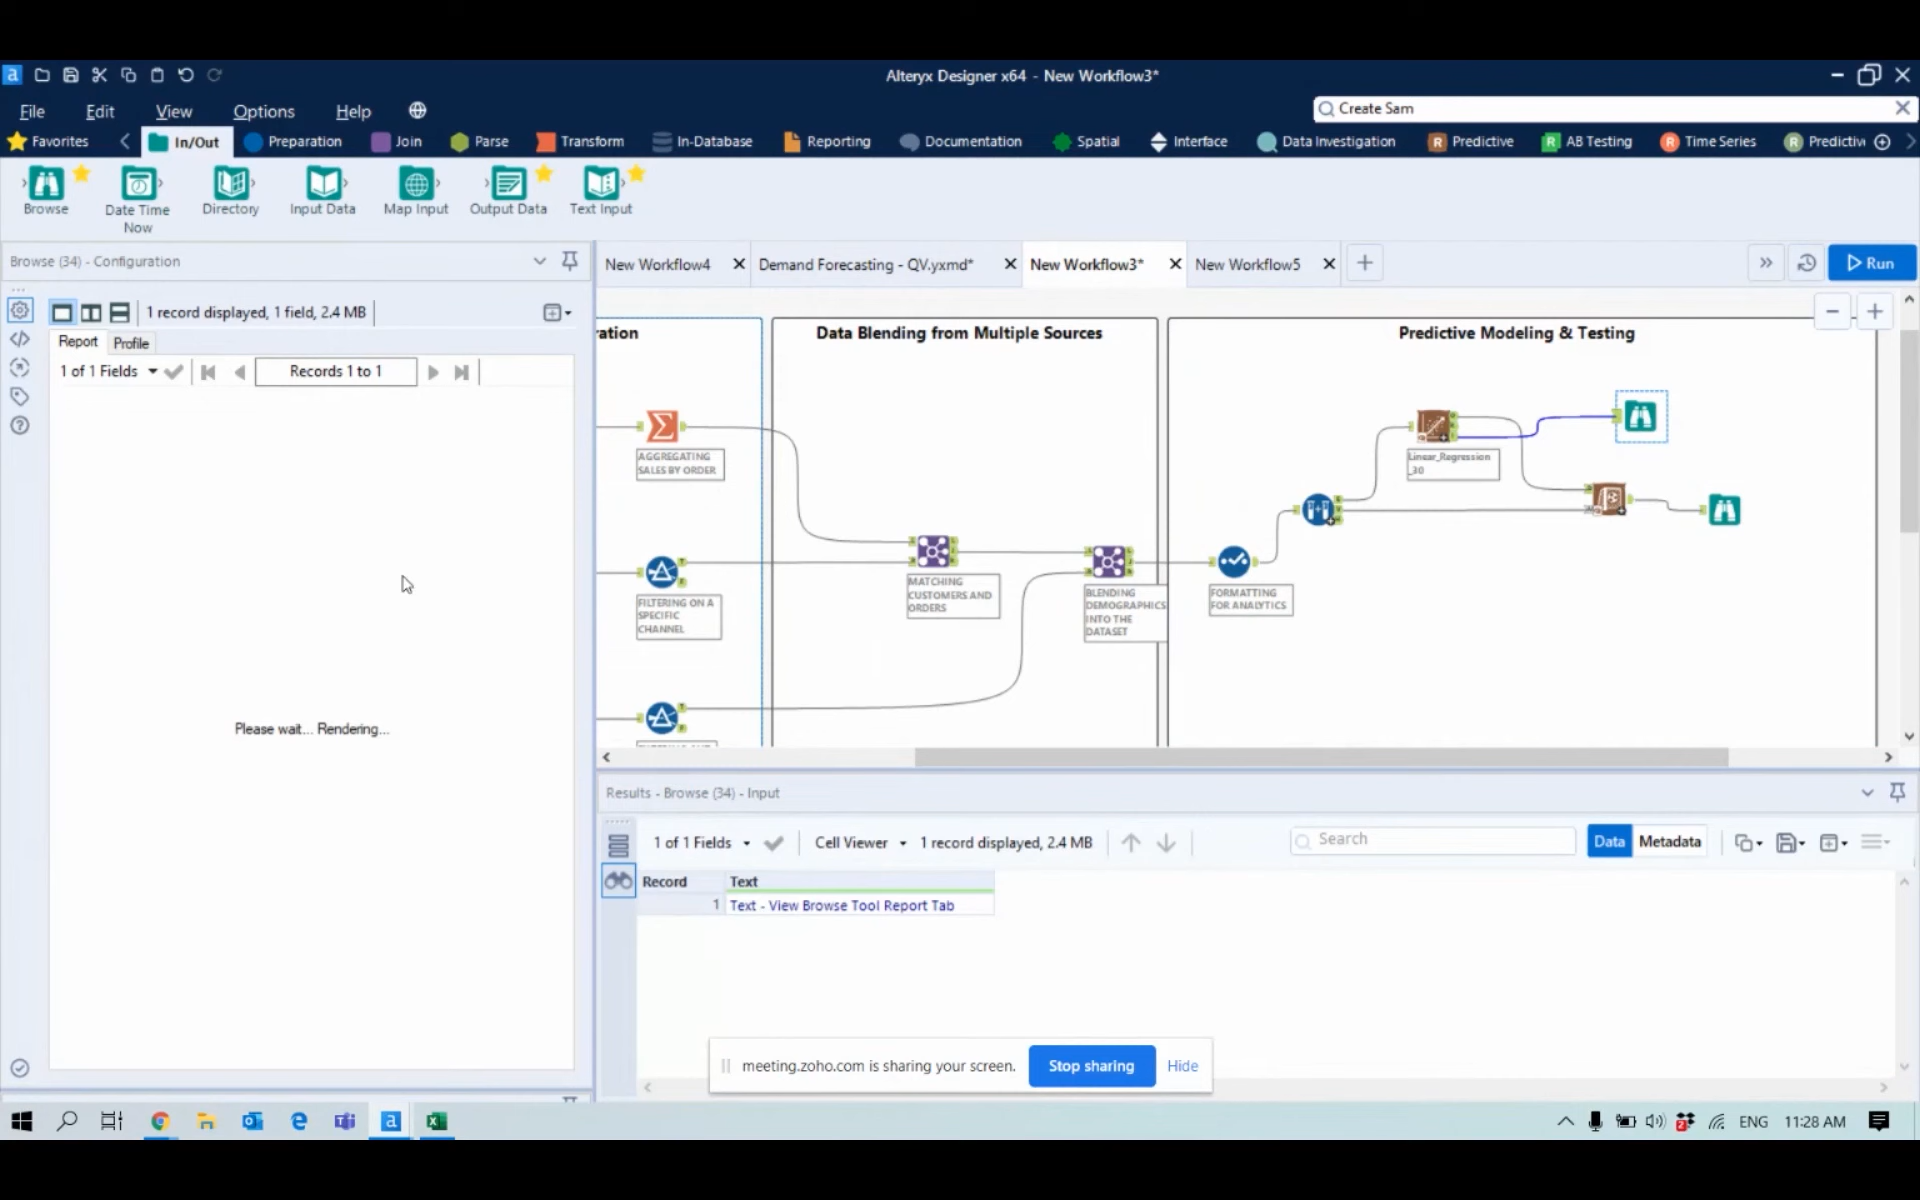 Alteryx Designer x64 - New Workflow3*
File Edit View Options Help
Create Sam
Favorites In/Out Preparation Join Parse Transform In-Database Reporting Documentation Spatial Interface Data Investigation Predictive AB Testing Time Series Predictiv
Browse Date Time Now Directory Input Data Map Input Output Data Text Input
Browse (34) - Configuration
New Workflow4 Demand Forecasting - QV.yxmd* New Workflow3* New Workflow5
Run
1 record displayed, 1 field, 2.4 MB
Report Profile
1 of 1 Fields Records 1 to 1
Please wait... Rendering...
ration
Data Blending from Multiple Sources
Predictive Modeling & Testing
AGGREGATING
SALES BY ORDER
FILTERING ON A
SPECIFIC
CHANNEL
MATCHING
CUSTOMERS AND
ORDERS
BLENDING
DEMOGRAPHICS
INTO THE
DATASET
FORMATTING
FOR ANALYTICS
Linear_Regression
_30
Results - Browse (34) - Input
1 of 1 Fields Cell Viewer 1 record displayed, 2.4 MB Search Data Metadata
Record Text
1 Text - View Browse Tool Report Tab
meeting.zoho.com is sharing your screen. Stop sharing Hide
ENG 11:28 AM